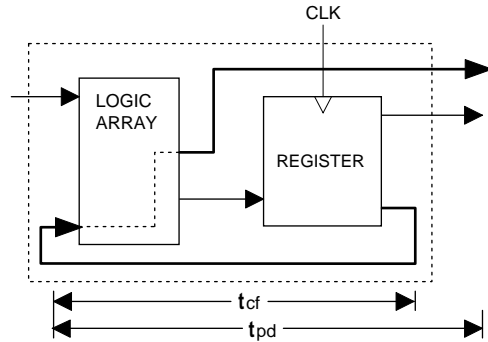 CLK
LOGIC
ARRAY
REGISTER
tcf
tpd